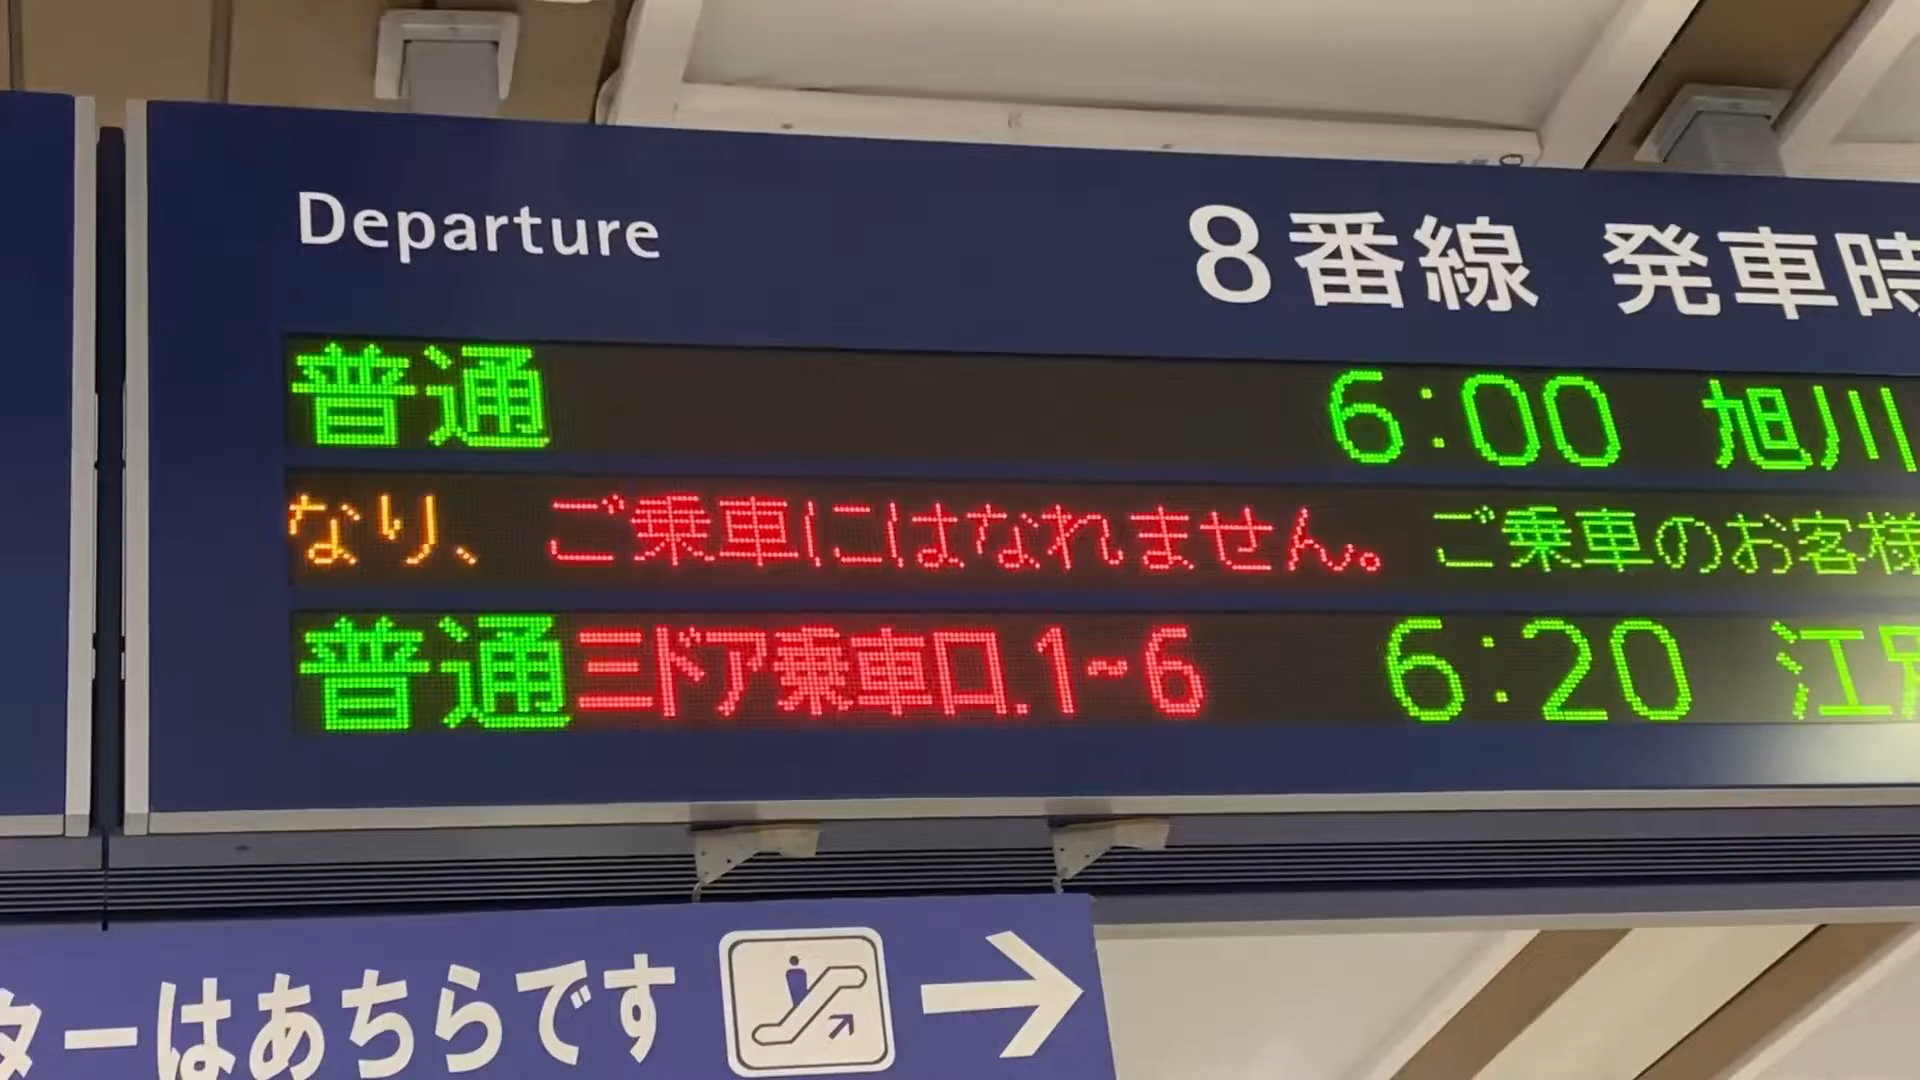 Departure 8番線 発車時
普通 6:00 旭川
なり、ご乗車にはなれません。ご乗車のお客様
普通 三ドア乗車口.1~6 6:20 江別
ターはあちらです →